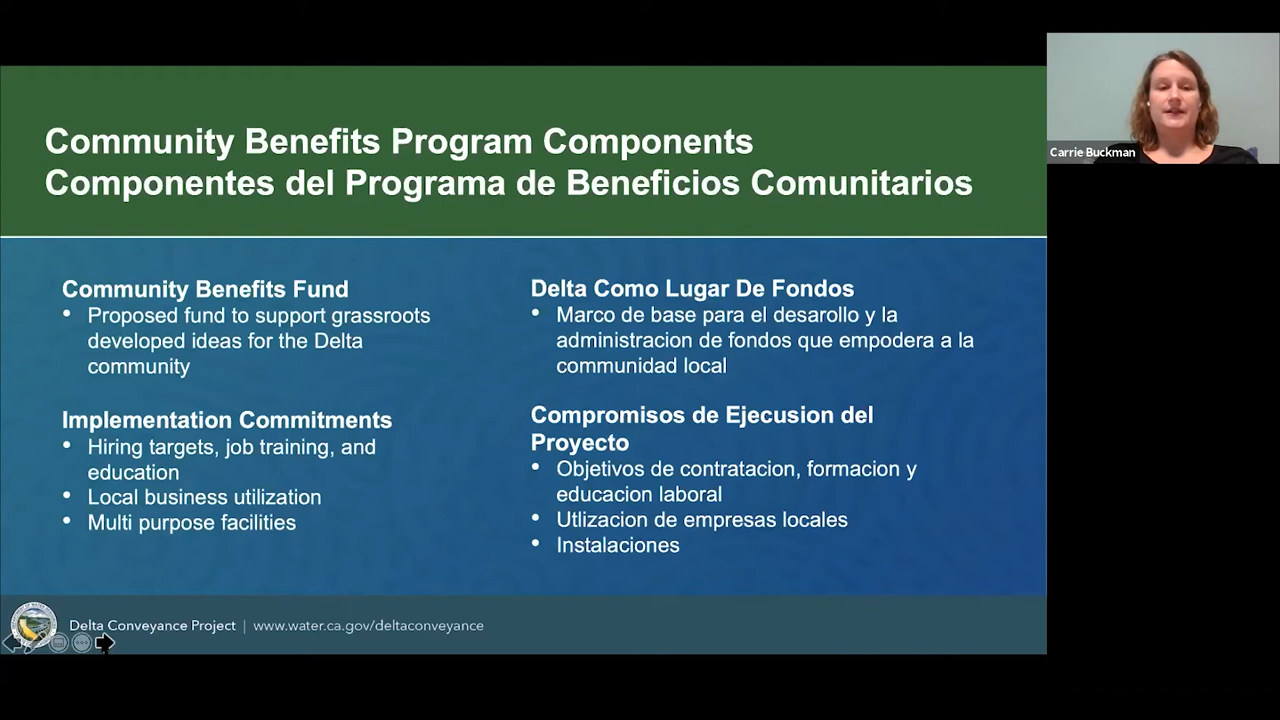 Community Benefits Program Components
Componentes del Programa de Beneficios Comunitarios
Carrie Buckman
Community Benefits Fund
• Proposed fund to support grassroots
developed ideas for the Delta
community
Implementation Commitments
• Hiring targets, job training, and
education
• Local business utilization
• Multi purpose facilities
Delta Como Lugar De Fondos
• Marco de base para el desarollo y la
administracion de fondos que empodera a la
communidad local
Compromisos de Ejecusion del
Proyecto
• Objetivos de contratacion, formacion y
educacion laboral
• Utlizacion de empresas locales
• Instalaciones
Delta Conveyance Project | www.water.ca.gov/deltaconveyance